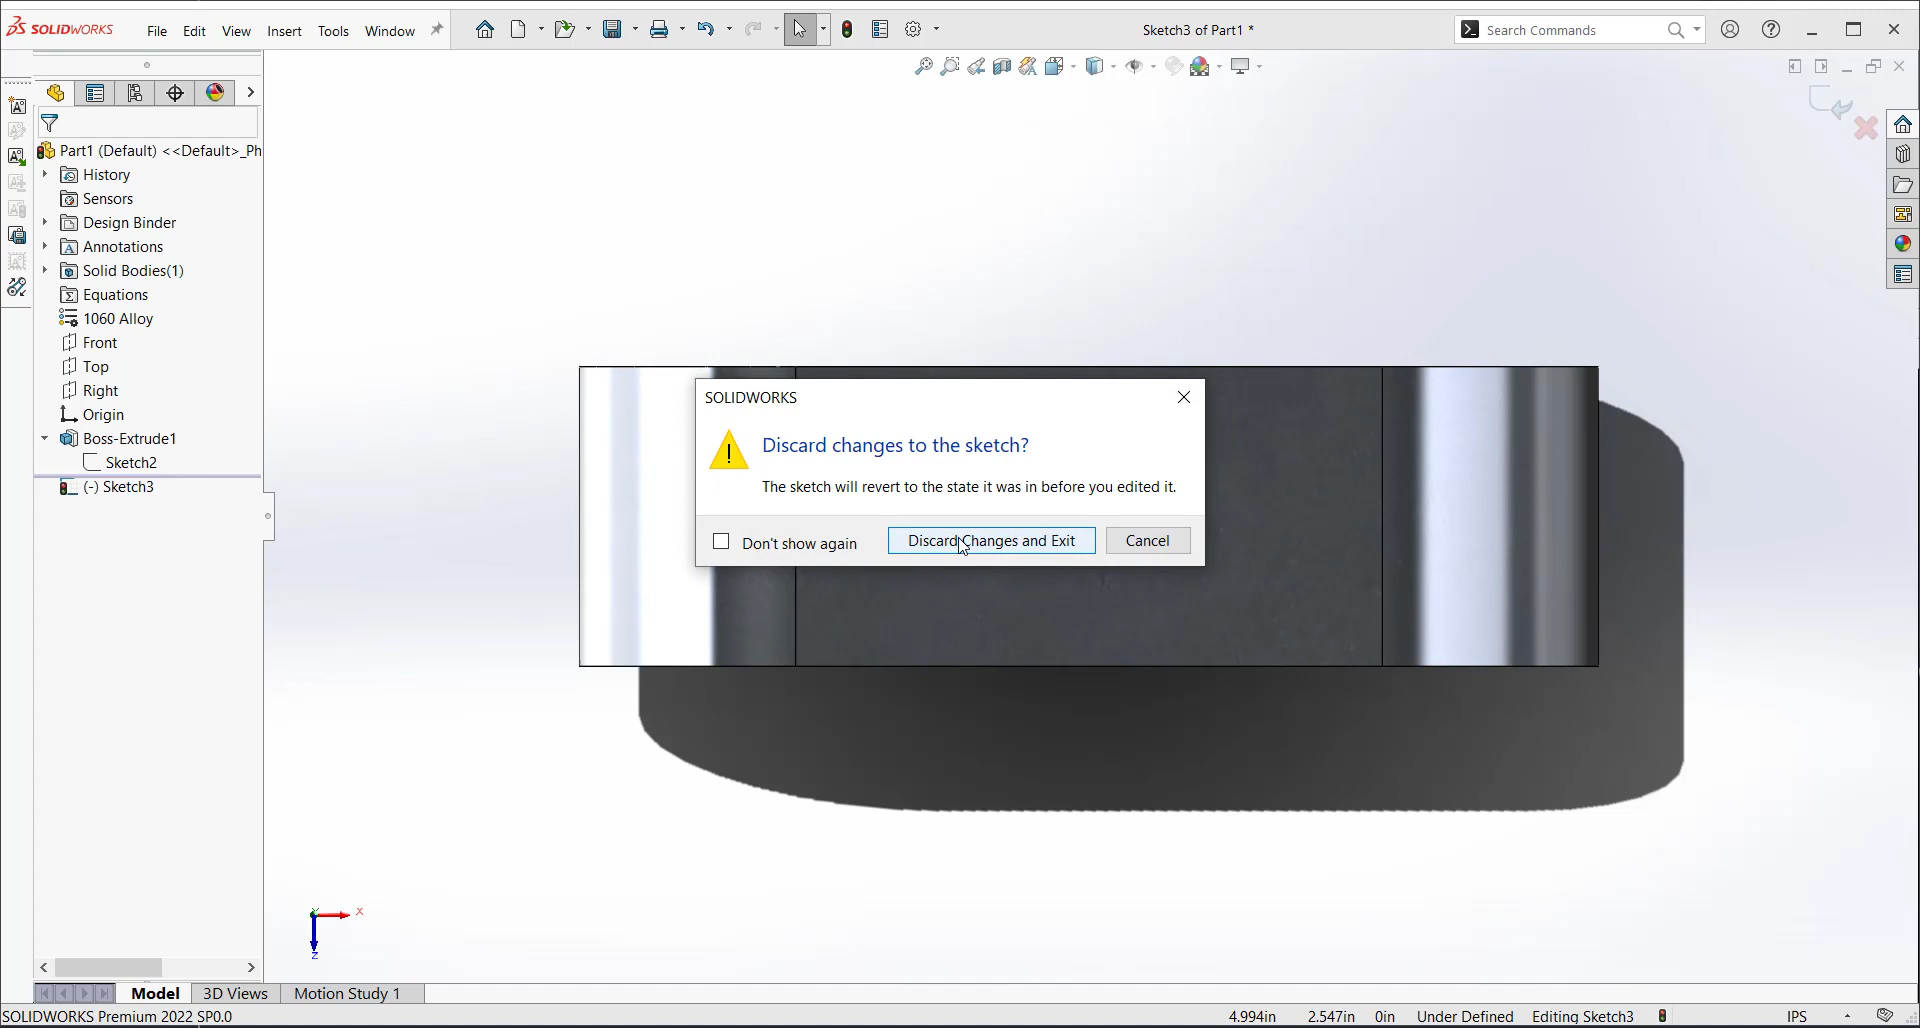 SOLIDWORKS File Edit View Insert Tools Window Sketch3 of Part1 * Search Commands
Part1 (Default) <<Default>_Ph
History
Sensors
Design Binder
Annotations
Solid Bodies(1)
Equations
1060 Alloy
Front
Top
Right
Origin
Boss-Extrude1
Sketch2
(-) Sketch3
SOLIDWORKS
Discard changes to the sketch?
The sketch will revert to the state it was in before you edited it.
Don't show again Discard Changes and Exit Cancel
X
Z
Model 3D Views Motion Study 1
SOLIDWORKS Premium 2022 SP0.0 4.994in 2.547in 0in Under Defined Editing Sketch3 IPS